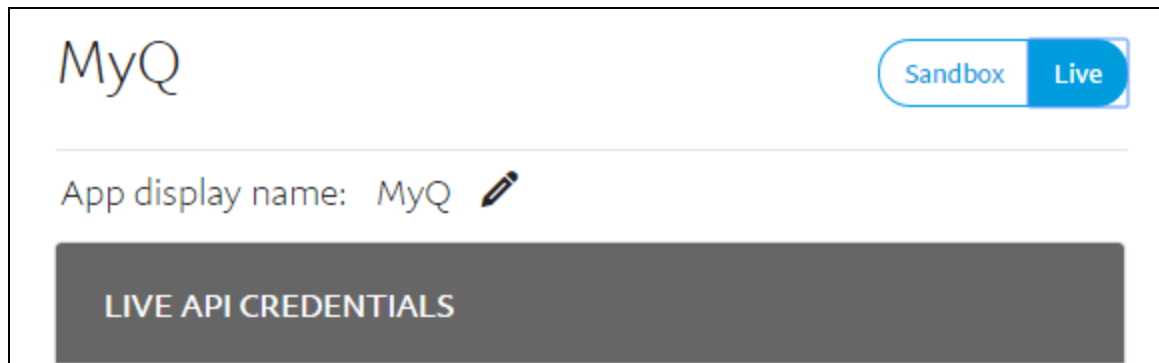 MyQ
Sandbox Live
App display name: MyQ
LIVE API CREDENTIALS